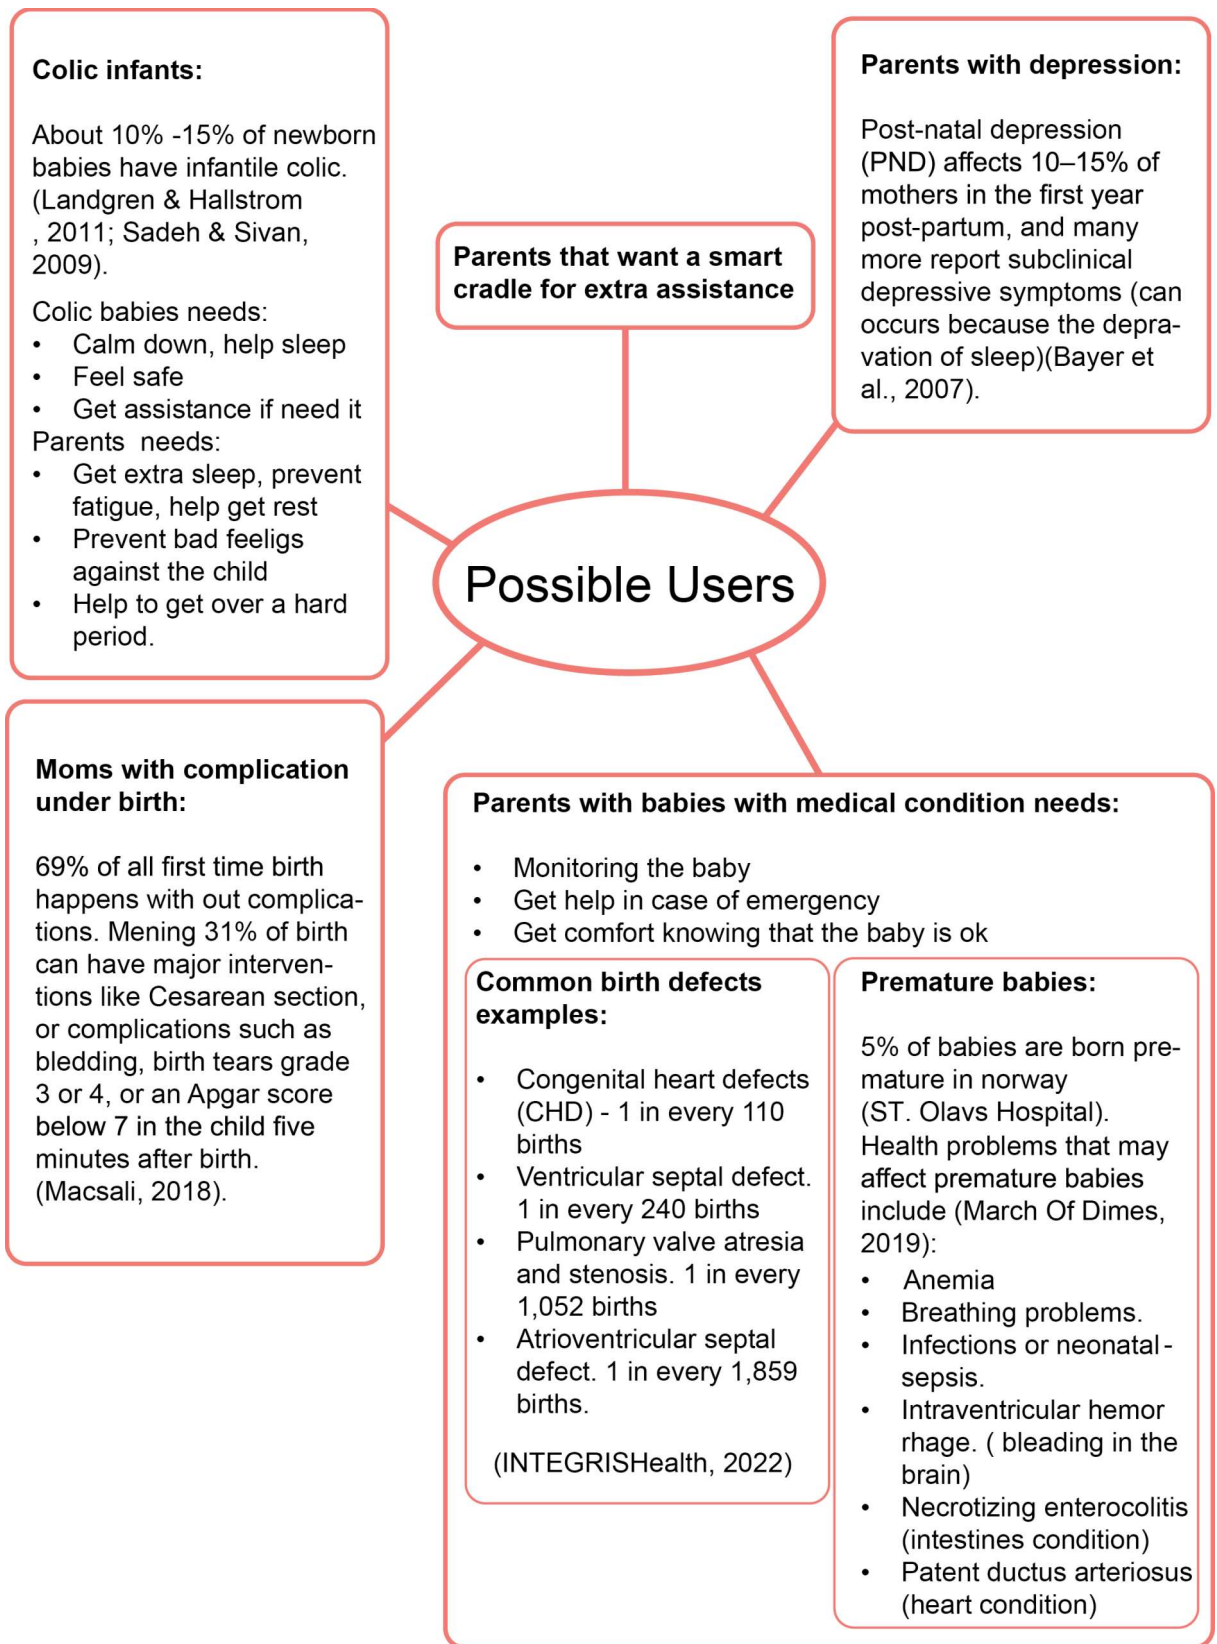 Colic infants:
About 10% -15% of newborn
babies have infantile colic.
(Landgren & Hallstrom
, 2011; Sadeh & Sivan,
2009).
Colic babies needs:
• Calm down, help sleep
• Feel safe
• Get assistance if need it
Parents needs:
• Get extra sleep, prevent
fatigue, help get rest
• Prevent bad feeligs
against the child
• Help to get over a hard
period.
Parents that want a smart
cradle for extra assistance
Parents with depression:
Post-natal depression
(PND) affects 10–15% of
mothers in the first year
post-partum, and many
more report subclinical
depressive symptoms (can
occurs because the depra-
vation of sleep)(Bayer et
al., 2007).
Possible Users
Moms with complication
under birth:
69% of all first time birth
happens with out complica-
tions. Mening 31% of birth
can have major interven-
tions like Cesarean section,
or complications such as
bledding, birth tears grade
3 or 4, or an Apgar score
below 7 in the child five
minutes after birth.
(Macsali, 2018).
Parents with babies with medical condition needs:
• Monitoring the baby
• Get help in case of emergency
• Get comfort knowing that the baby is ok
Common birth defects
examples:
• Congenital heart defects
(CHD) - 1 in every 110
births
• Ventricular septal defect.
1 in every 240 births
• Pulmonary valve atresia
and stenosis. 1 in every
1,052 births
• Atrioventricular septal
defect. 1 in every 1,859
births.
(INTEGRISHealth, 2022)
Premature babies:
5% of babies are born pre-
mature in norway
(ST. Olavs Hospital).
Health problems that may
affect premature babies
include (March Of Dimes,
2019):
• Anemia
• Breathing problems.
• Infections or neonatal-
sepsis.
• Intraventricular hemor
rhage. ( bleading in the
brain)
• Necrotizing enterocolitis
(intestines condition)
• Patent ductus arteriosus
(heart condition)